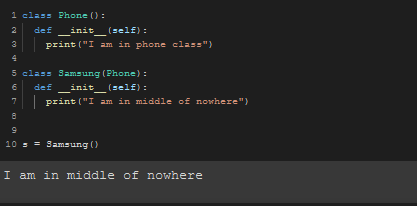 1 class Phone():
2 def __init__(self):
3 print("I am in phone class")
4
5 class Samsung(Phone):
6 def __init__(self):
7 print("I am in middle of nowhere")
8
9
10 s = Samsung()
I am in middle of nowhere